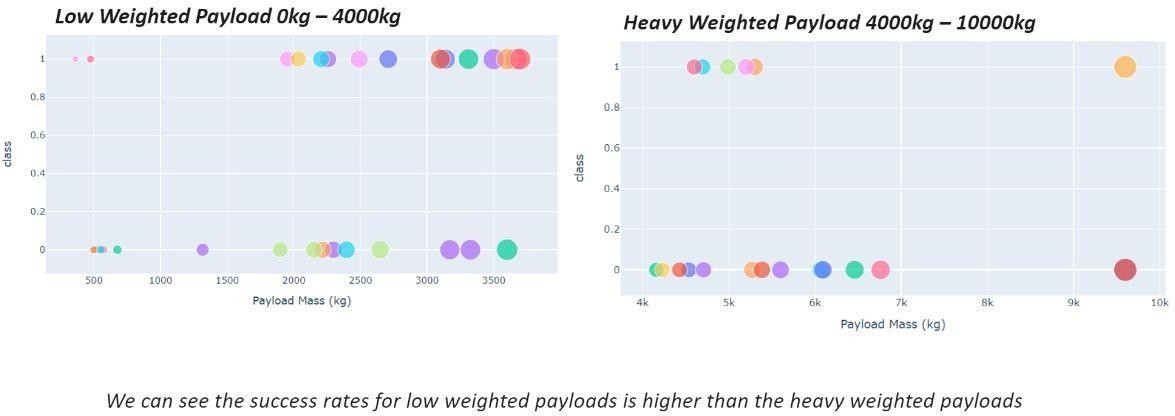 Low Weighted Payload 0kg – 4000kg
class
1
0.8
0.6
0.4
0.2
0
500
1000
1500
2000
2500
3000
3500
Payload Mass (kg)
Heavy Weighted Payload 4000kg – 10000kg
class
1
0.8
0.6
0.4
0.2
0
4k
5k
6k
7k
8k
9k
10k
Payload Mass (kg)
We can see the success rates for low weighted payloads is higher than the heavy weighted payloads